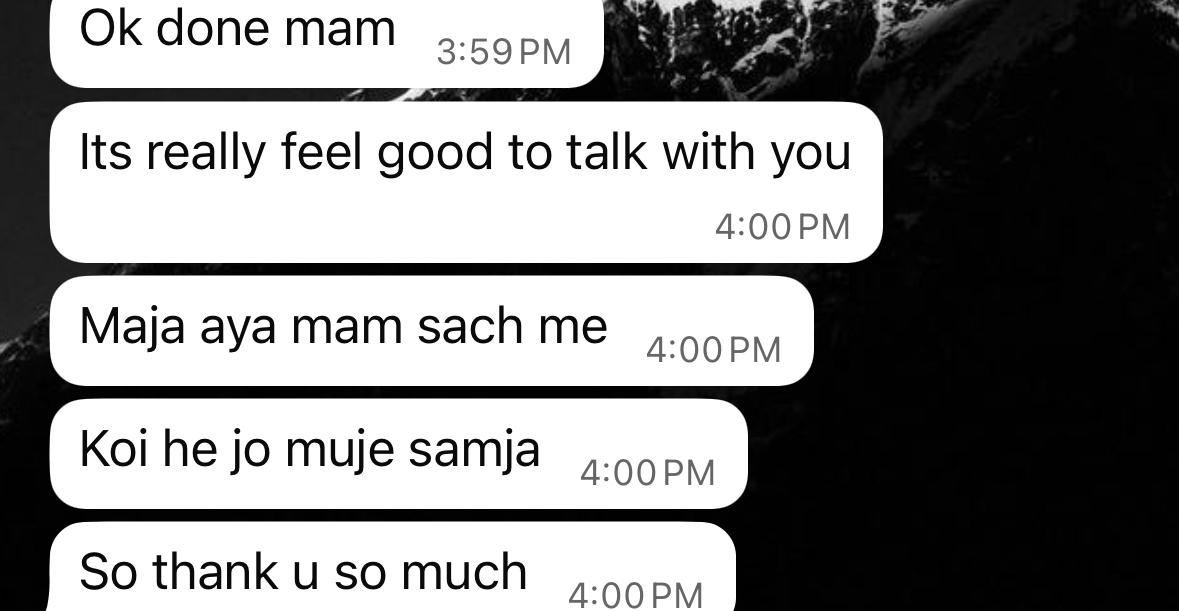 Ok done mam 3:59 PM
Its really feel good to talk with you
4:00 PM
Maja aya mam sach me 4:00 PM
Koi he jo muje samja 4:00 PM
So thank u so much 4:00 PM